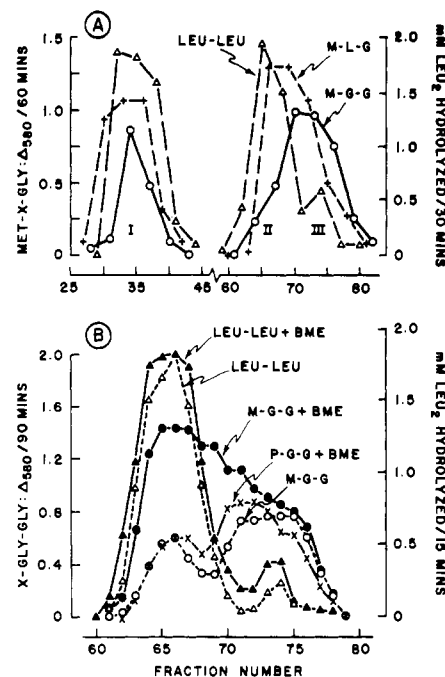 A
MET-X-GLY: Δ580/60 MINS
1.5
1.0
0.5
0
LEU-LEU
M-L-G
M-G-G
I
II
III
2.0
1.5
1.0
0.5
0
mM LEU2 HYDROLYZED/30 MINS
25 35 45 60 70 80
B
X-GLY-GLY: Δ580/90 MINS
2.0
1.6
1.2
0.8
0.4
0
LEU-LEU+BME
LEU-LEU
M-G-G+BME
P-G-G+BME
M-G-G
2.0
1.5
1.0
0.5
0
mM LEU2 HYDROLYZED/15 MINS
60 65 70 75 80
FRACTION NUMBER